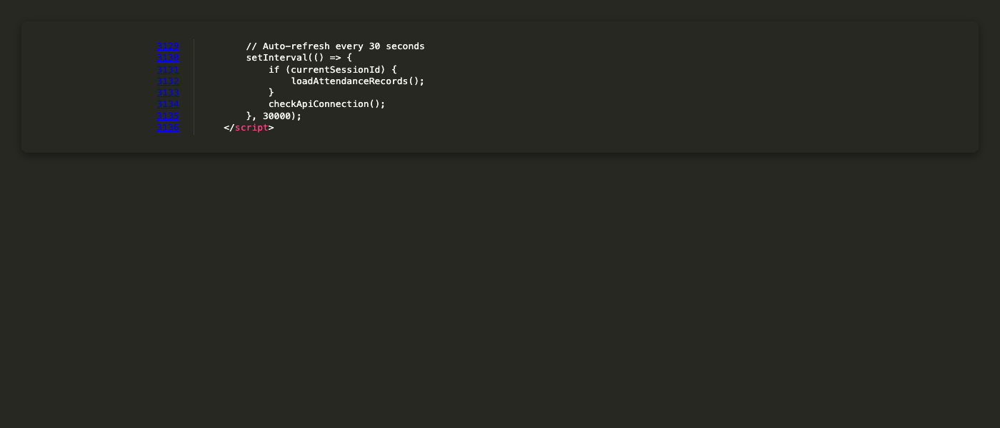 3129 // Auto-refresh every 30 seconds
3130 setInterval(() => {
3131 if (currentSessionId) {
3132 loadAttendanceRecords();
3133 }
3134 checkApiConnection();
3135 }, 30000);
3136 </script>